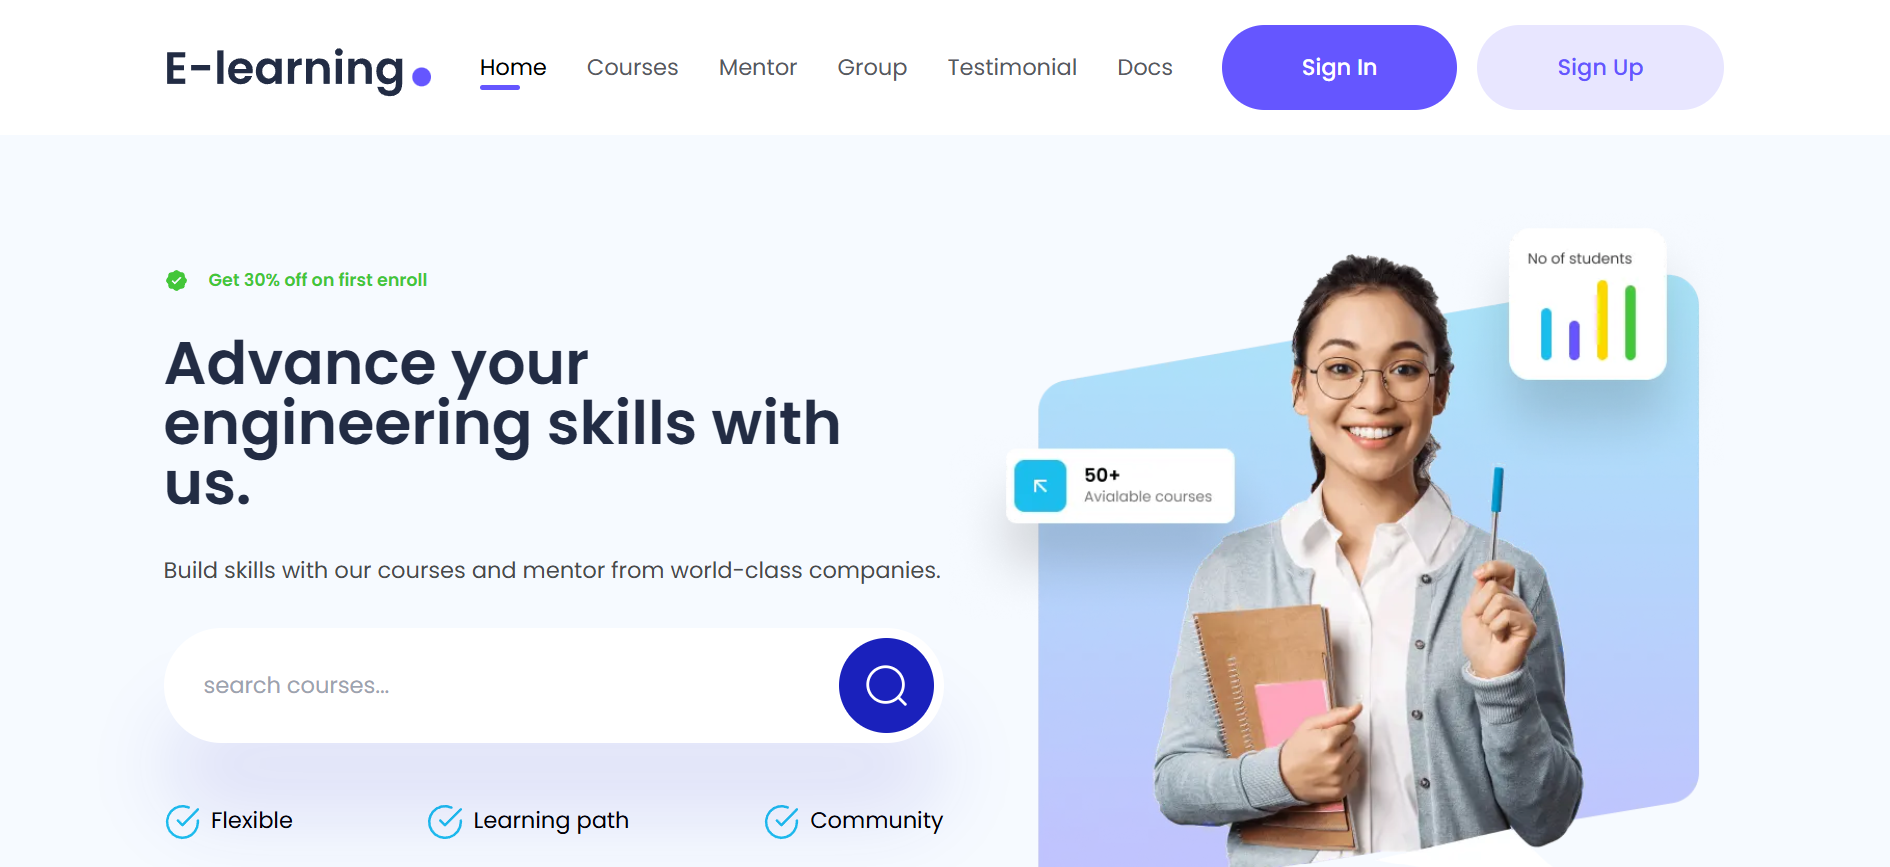 E-learning
Home Courses Mentor Group Testimonial Docs Sign In Sign Up
Get 30% off on first enroll
Advance your
engineering skills with
us.
Build skills with our courses and mentor from world-class companies.
search courses...
Flexible Learning path Community
No of students
50+
Avialable courses